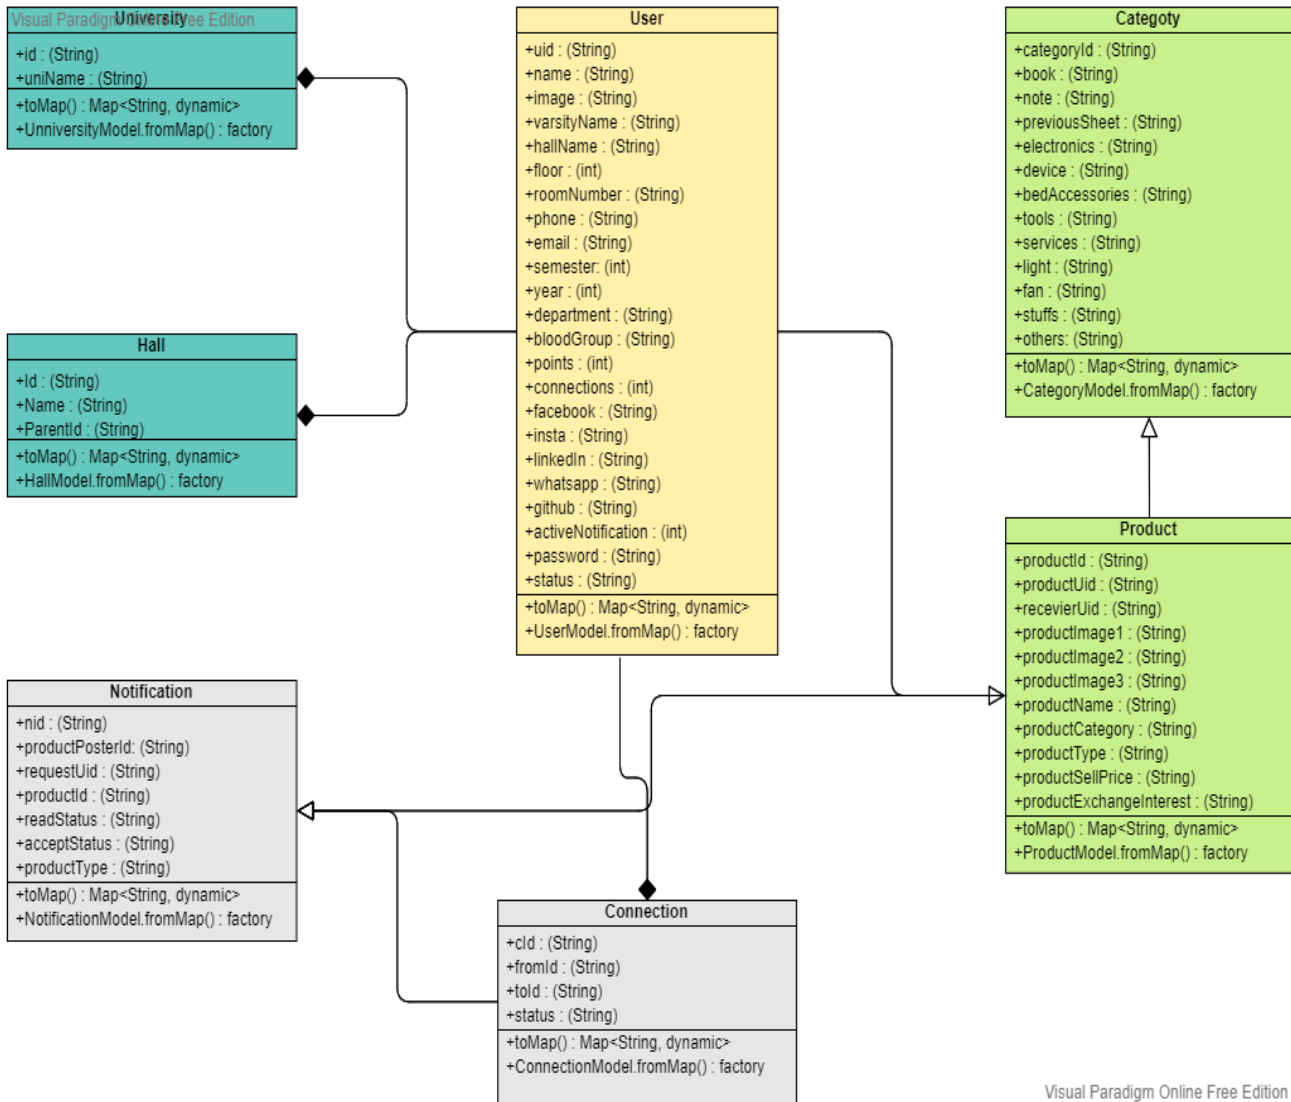 Visual Paradigm Online Free Edition
University
+id : (String)
+uniName : (String)
+toMap() : Map<String, dynamic>
+UnniversityModel.fromMap() : factory
User
+uid : (String)
+name : (String)
+image : (String)
+varsityName : (String)
+hallName : (String)
+floor : (int)
+roomNumber : (String)
+phone : (String)
+email : (String)
+semester: (int)
+year : (int)
+department : (String)
+bloodGroup : (String)
+points : (int)
+connections : (int)
+facebook : (String)
+insta : (String)
+linkedIn : (String)
+whatsapp : (String)
+github : (String)
+activeNotification : (int)
+password : (String)
+status : (String)
+toMap() : Map<String, dynamic>
+UserModel.fromMap() : factory
Categoty
+categoryId : (String)
+book : (String)
+note : (String)
+previousSheet : (String)
+electronics : (String)
+device : (String)
+bedAccessories : (String)
+tools : (String)
+services : (String)
+light : (String)
+fan : (String)
+stuffs : (String)
+others: (String)
+toMap() : Map<String, dynamic>
+CategoryModel.fromMap() : factory
Hall
+Id : (String)
+Name : (String)
+ParentId : (String)
+toMap() : Map<String, dynamic>
+HallModel.fromMap() : factory
Product
+productId : (String)
+productUid : (String)
+recevierUid : (String)
+productImage1 : (String)
+productImage2 : (String)
+productImage3 : (String)
+productName : (String)
+productCategory : (String)
+productType : (String)
+productSellPrice : (String)
+productExchangeInterest : (String)
+toMap() : Map<String, dynamic>
+ProductModel.fromMap() : factory
Notification
+nid : (String)
+productPosterId: (String)
+requestUid : (String)
+productId : (String)
+readStatus : (String)
+acceptStatus : (String)
+productType : (String)
+toMap() : Map<String, dynamic>
+NotificationModel.fromMap() : factory
Connection
+cId : (String)
+fromId : (String)
+toId : (String)
+status : (String)
+toMap() : Map<String, dynamic>
+ConnectionModel.fromMap() : factory
Visual Paradigm Online Free Edition